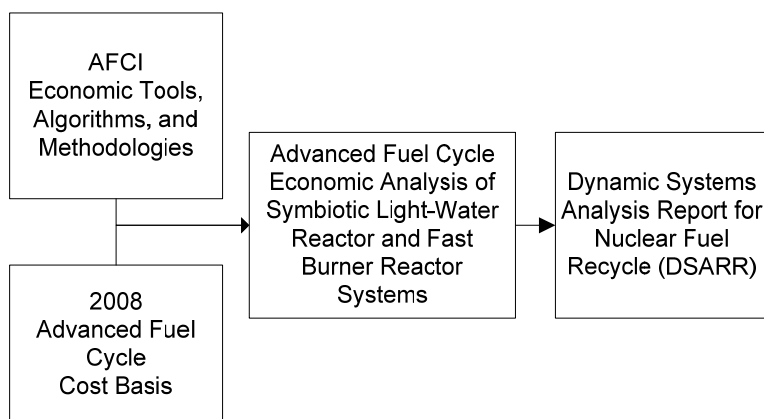 AFCI
Economic Tools,
Algorithms, and
Methodologies
2008
Advanced Fuel
Cycle
Cost Basis
Advanced Fuel Cycle
Economic Analysis of
Symbiotic Light-Water
Reactor and Fast
Burner Reactor
Systems
Dynamic Systems
Analysis Report for
Nuclear Fuel
Recycle (DSARR)